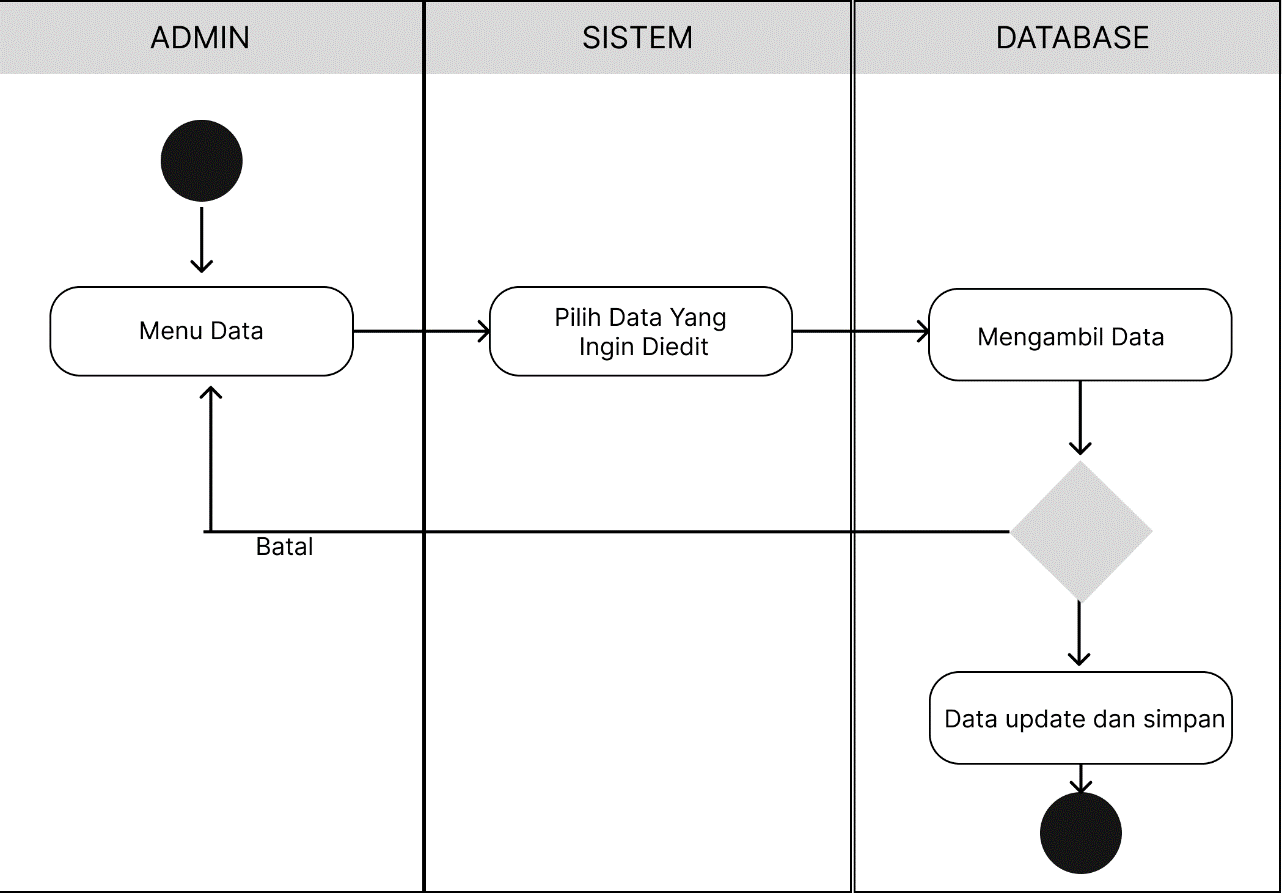 ADMIN
SISTEM
DATABASE
Menu Data
Pilih Data Yang
Ingin Diedit
Mengambil Data
Batal
Data update dan simpan